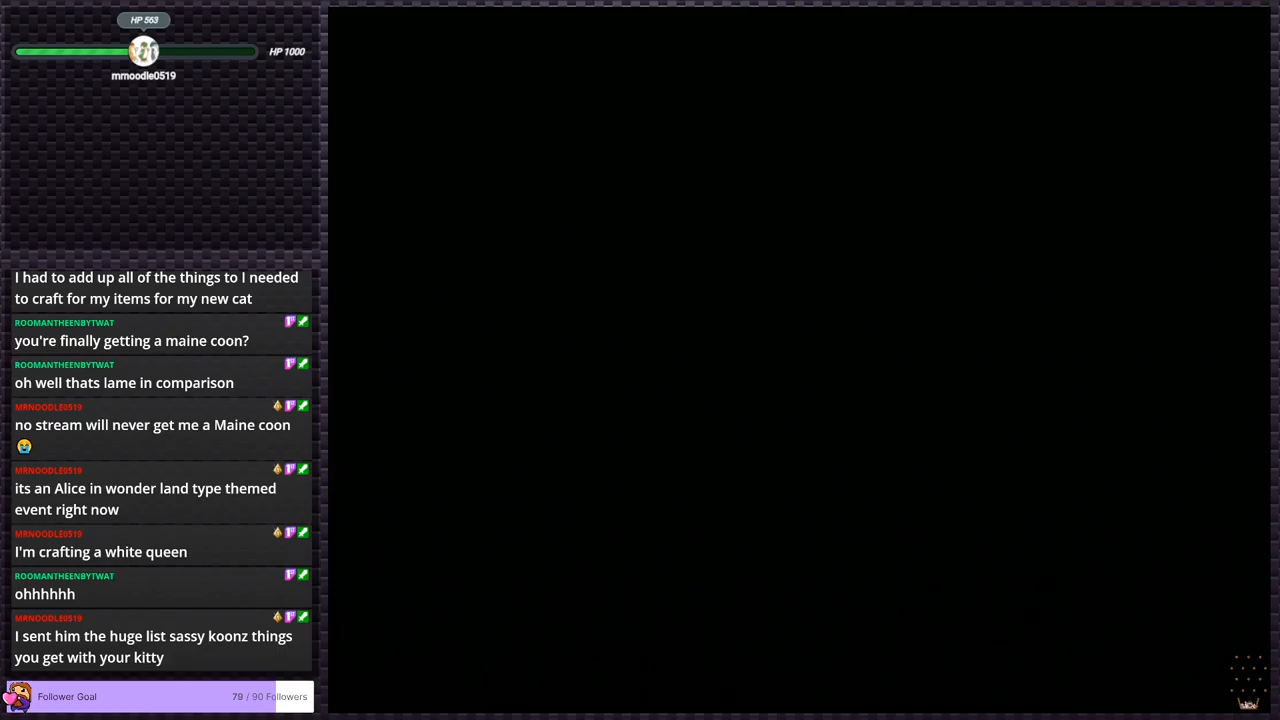 HP 563
HP 1000
mrnoodle0519
I had to add up all of the things to I needed
to craft for my items for my new cat
ROOMANTHEENBYTWAT
you're finally getting a maine coon?
ROOMANTHEENBYTWAT
oh well thats lame in comparison
MRNOODLE0519
no stream will never get me a Maine coon
😭
MRNOODLE0519
its an Alice in wonder land type themed
event right now
MRNOODLE0519
I'm crafting a white queen
ROOMANTHEENBYTWAT
ohhhhhh
MRNOODLE0519
I sent him the huge list sassy koonz things
you get with your kitty
Follower Goal 79 / 90 Followers